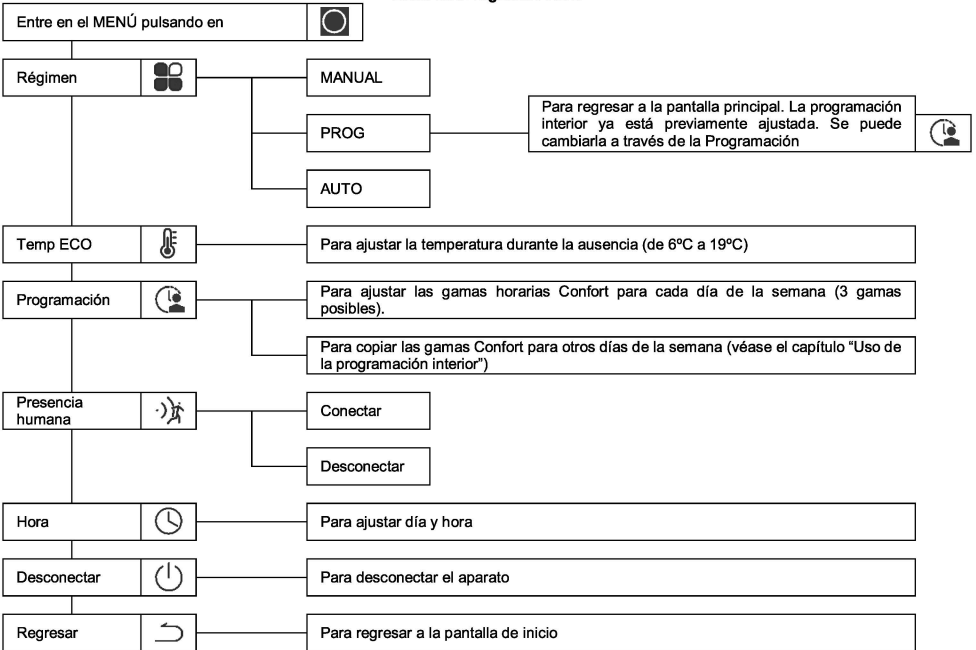 Entre en el MENÚ pulsando en
Régimen
MANUAL
PROG
Para regresar a la pantalla principal. La programación
interior ya está previamente ajustada. Se puede
cambiarla a través de la Programación
AUTO
Temp ECO
Para ajustar la temperatura durante la ausencia (de 6ºC a 19ºC)
Programación
Para ajustar las gamas horarias Confort para cada día de la semana (3 gamas
posibles).
Para copiar las gamas Confort para otros días de la semana (véase el capítulo “Uso de
la programación interior”)
Presencia
humana
Conectar
Desconectar
Hora
Para ajustar día y hora
Desconectar
Para desconectar el aparato
Regresar
Para regresar a la pantalla de inicio